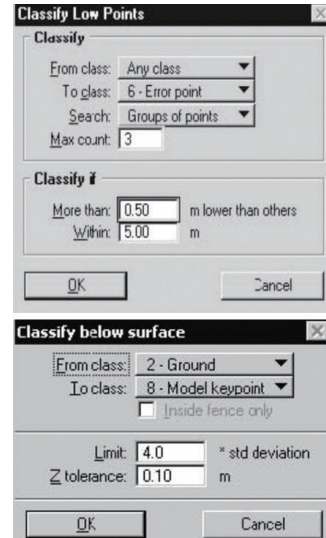 Classify Low Points
Classify
From class: Any class
To class: 6 - Error point
Search: Groups of points
Max count: 3
Classify if
More than: 0.50 m lower than others
Within: 5.00 m
OK Cancel
Classify below surface
From class: 2 - Ground
To class: 8 - Model keypoint
Inside fence only
Limit: 4.0 * std deviation
Z tolerance: 0.10 m
OK Cancel